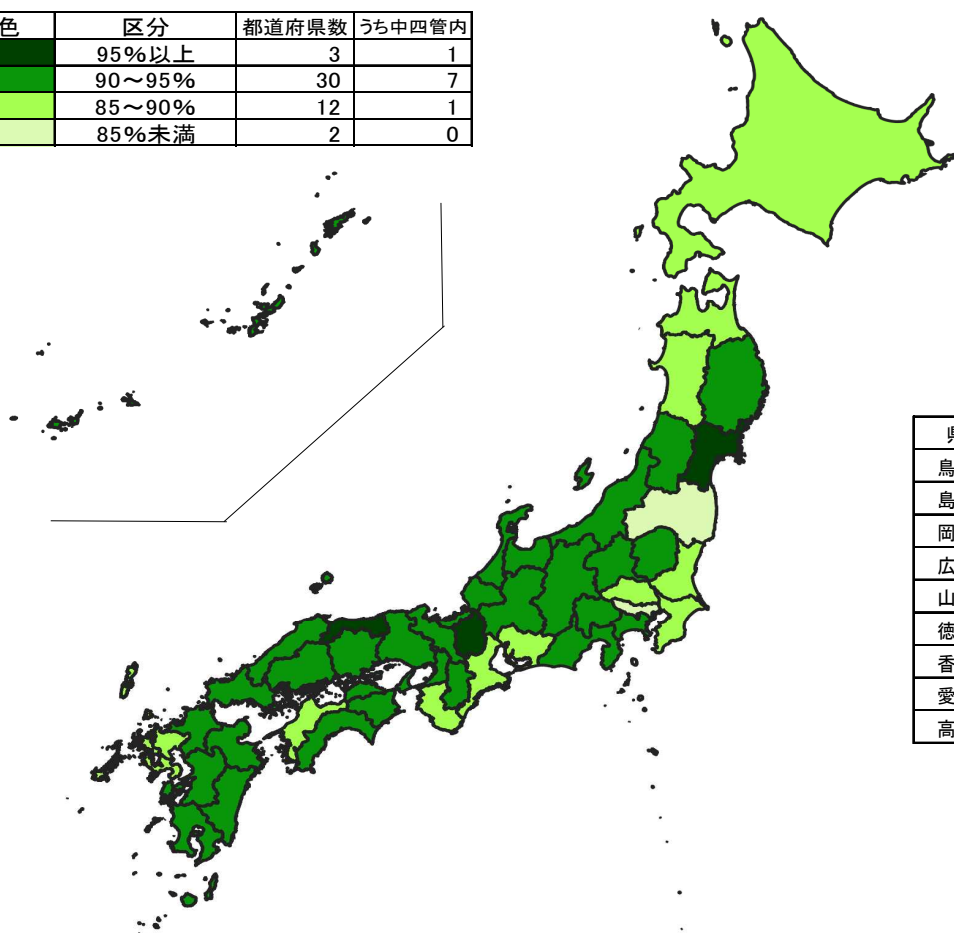 色 区分 都道府県数 うち中四管内
95%以上 3 1
90～95% 30 7
85～90% 12 1
85%未満 2 0
県
鳥
島
岡
広
山
徳
香
愛
高